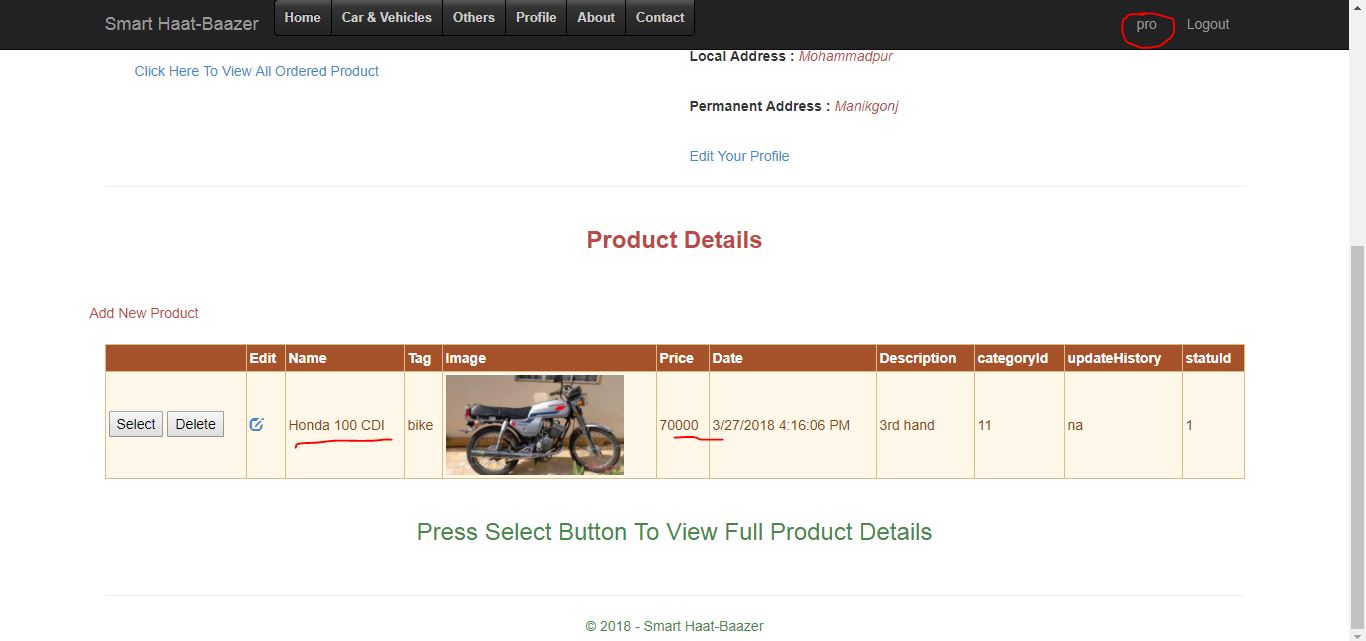 Smart Haat-Baazer Home Car & Vehicles Others Profile About Contact pro Logout
Local Address : Mohammadpur
Click Here To View All Ordered Product
Permanent Address : Manikgonj
Edit Your Profile
Product Details
Add New Product
Edit Name Tag Image Price Date Description categoryId updateHistory statuId
Select Delete Honda 100 CDI bike 70000 3/27/2018 4:16:06 PM 3rd hand 11 na 1
Press Select Button To View Full Product Details
© 2018 - Smart Haat-Baazer